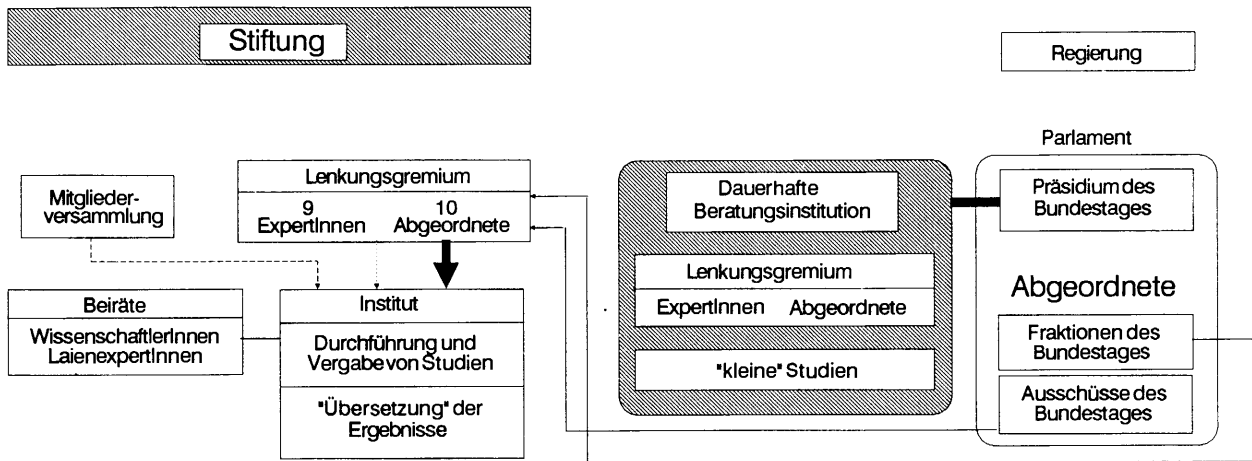 Stiftung
Regierung
Parlament
Mitglieder-
versammlung
Lenkungsgremium
9 10
ExpertInnen Abgeordnete
Beiräte
WissenschaftlerInnen
LaienexpertInnen
Institut
Durchführung und
Vergabe von Studien
"Übersetzung" der
Ergebnisse
Dauerhafte
Beratungsinstitution
Lenkungsgremium
ExpertInnen Abgeordnete
"kleine" Studien
Präsidium des
Bundestages
Abgeordnete
Fraktionen des
Bundestages
Ausschüsse des
Bundestages